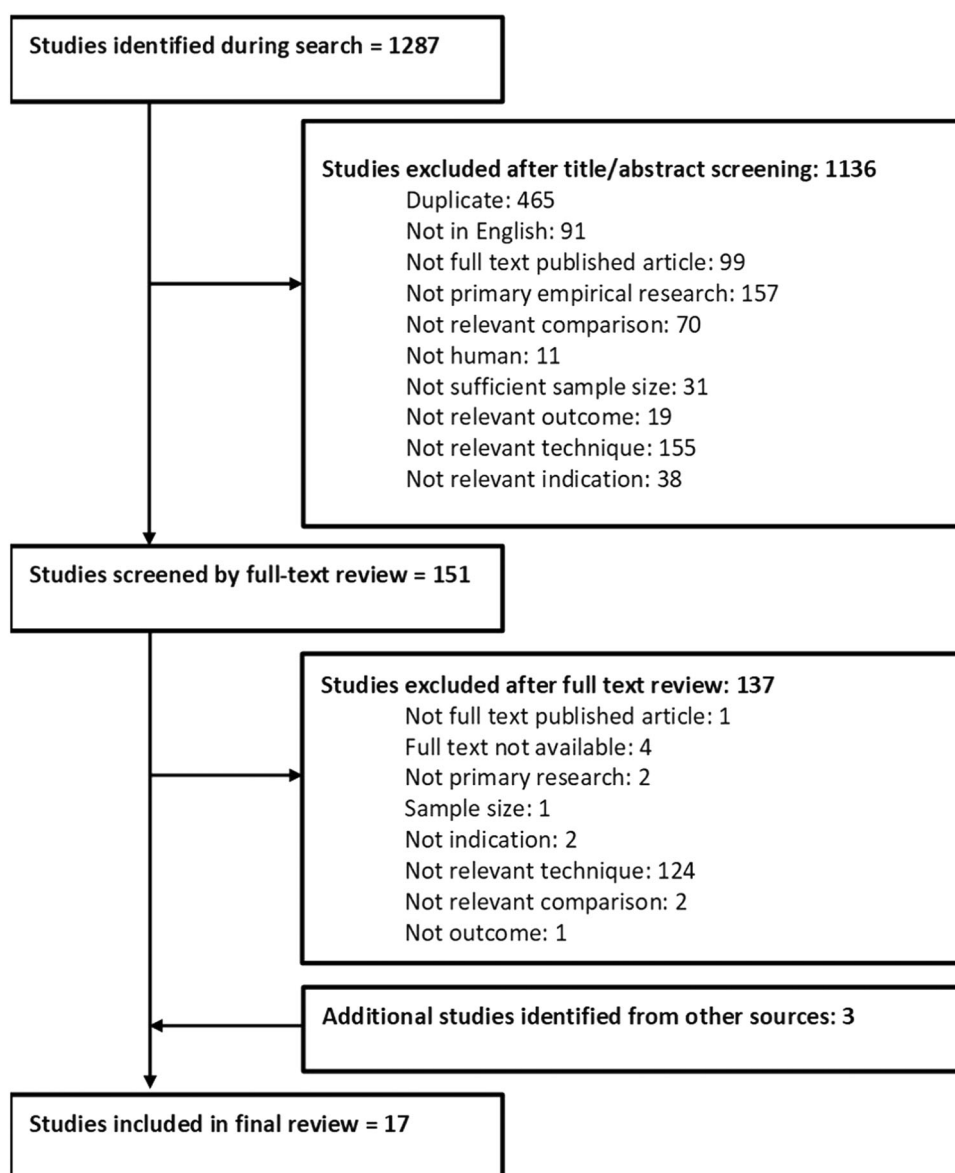 Studies identified during search = 1287
Studies excluded after title/abstract screening: 1136
Duplicate: 465
Not in English: 91
Not full text published article: 99
Not primary empirical research: 157
Not relevant comparison: 70
Not human: 11
Not sufficient sample size: 31
Not relevant outcome: 19
Not relevant technique: 155
Not relevant indication: 38
Studies screened by full-text review = 151
Studies excluded after full text review: 137
Not full text published article: 1
Full text not available: 4
Not primary research: 2
Sample size: 1
Not indication: 2
Not relevant technique: 124
Not relevant comparison: 2
Not outcome: 1
Additional studies identified from other sources: 3
Studies included in final review = 17